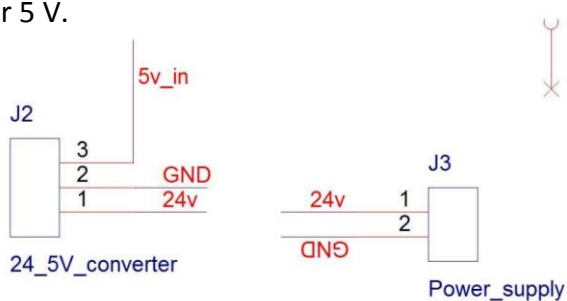 r 5 V.
5v_in
J2
3
2
GND
1
24v
24_5V_converter
J3
24v
1
2
GND
Power_supply